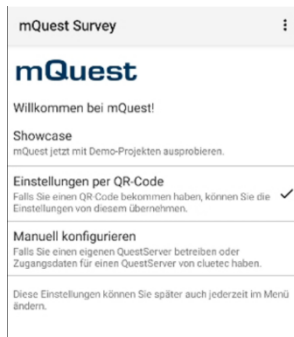 mQuest Survey
mQuest
Willkommen bei mQuest!
Showcase
mQuest jetzt mit Demo-Projekten ausprobieren.
Einstellungen per QR-Code
Falls Sie einen QR-Code bekommen haben, können Sie die
Einstellungen von diesem übernehmen.
Manuell konfigurieren
Falls Sie einen eigenen QuestServer betreiben oder
Zugangsdaten für einen QuestServer von cluetec haben.
Diese Einstellungen können Sie später auch jederzeit im Menü
ändern.